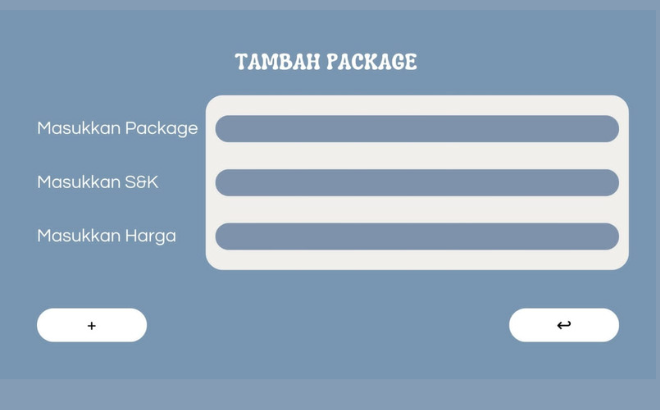 TAMBAH PACKAGE
Masukkan Package
Masukkan S&K
Masukkan Harga
+
↩